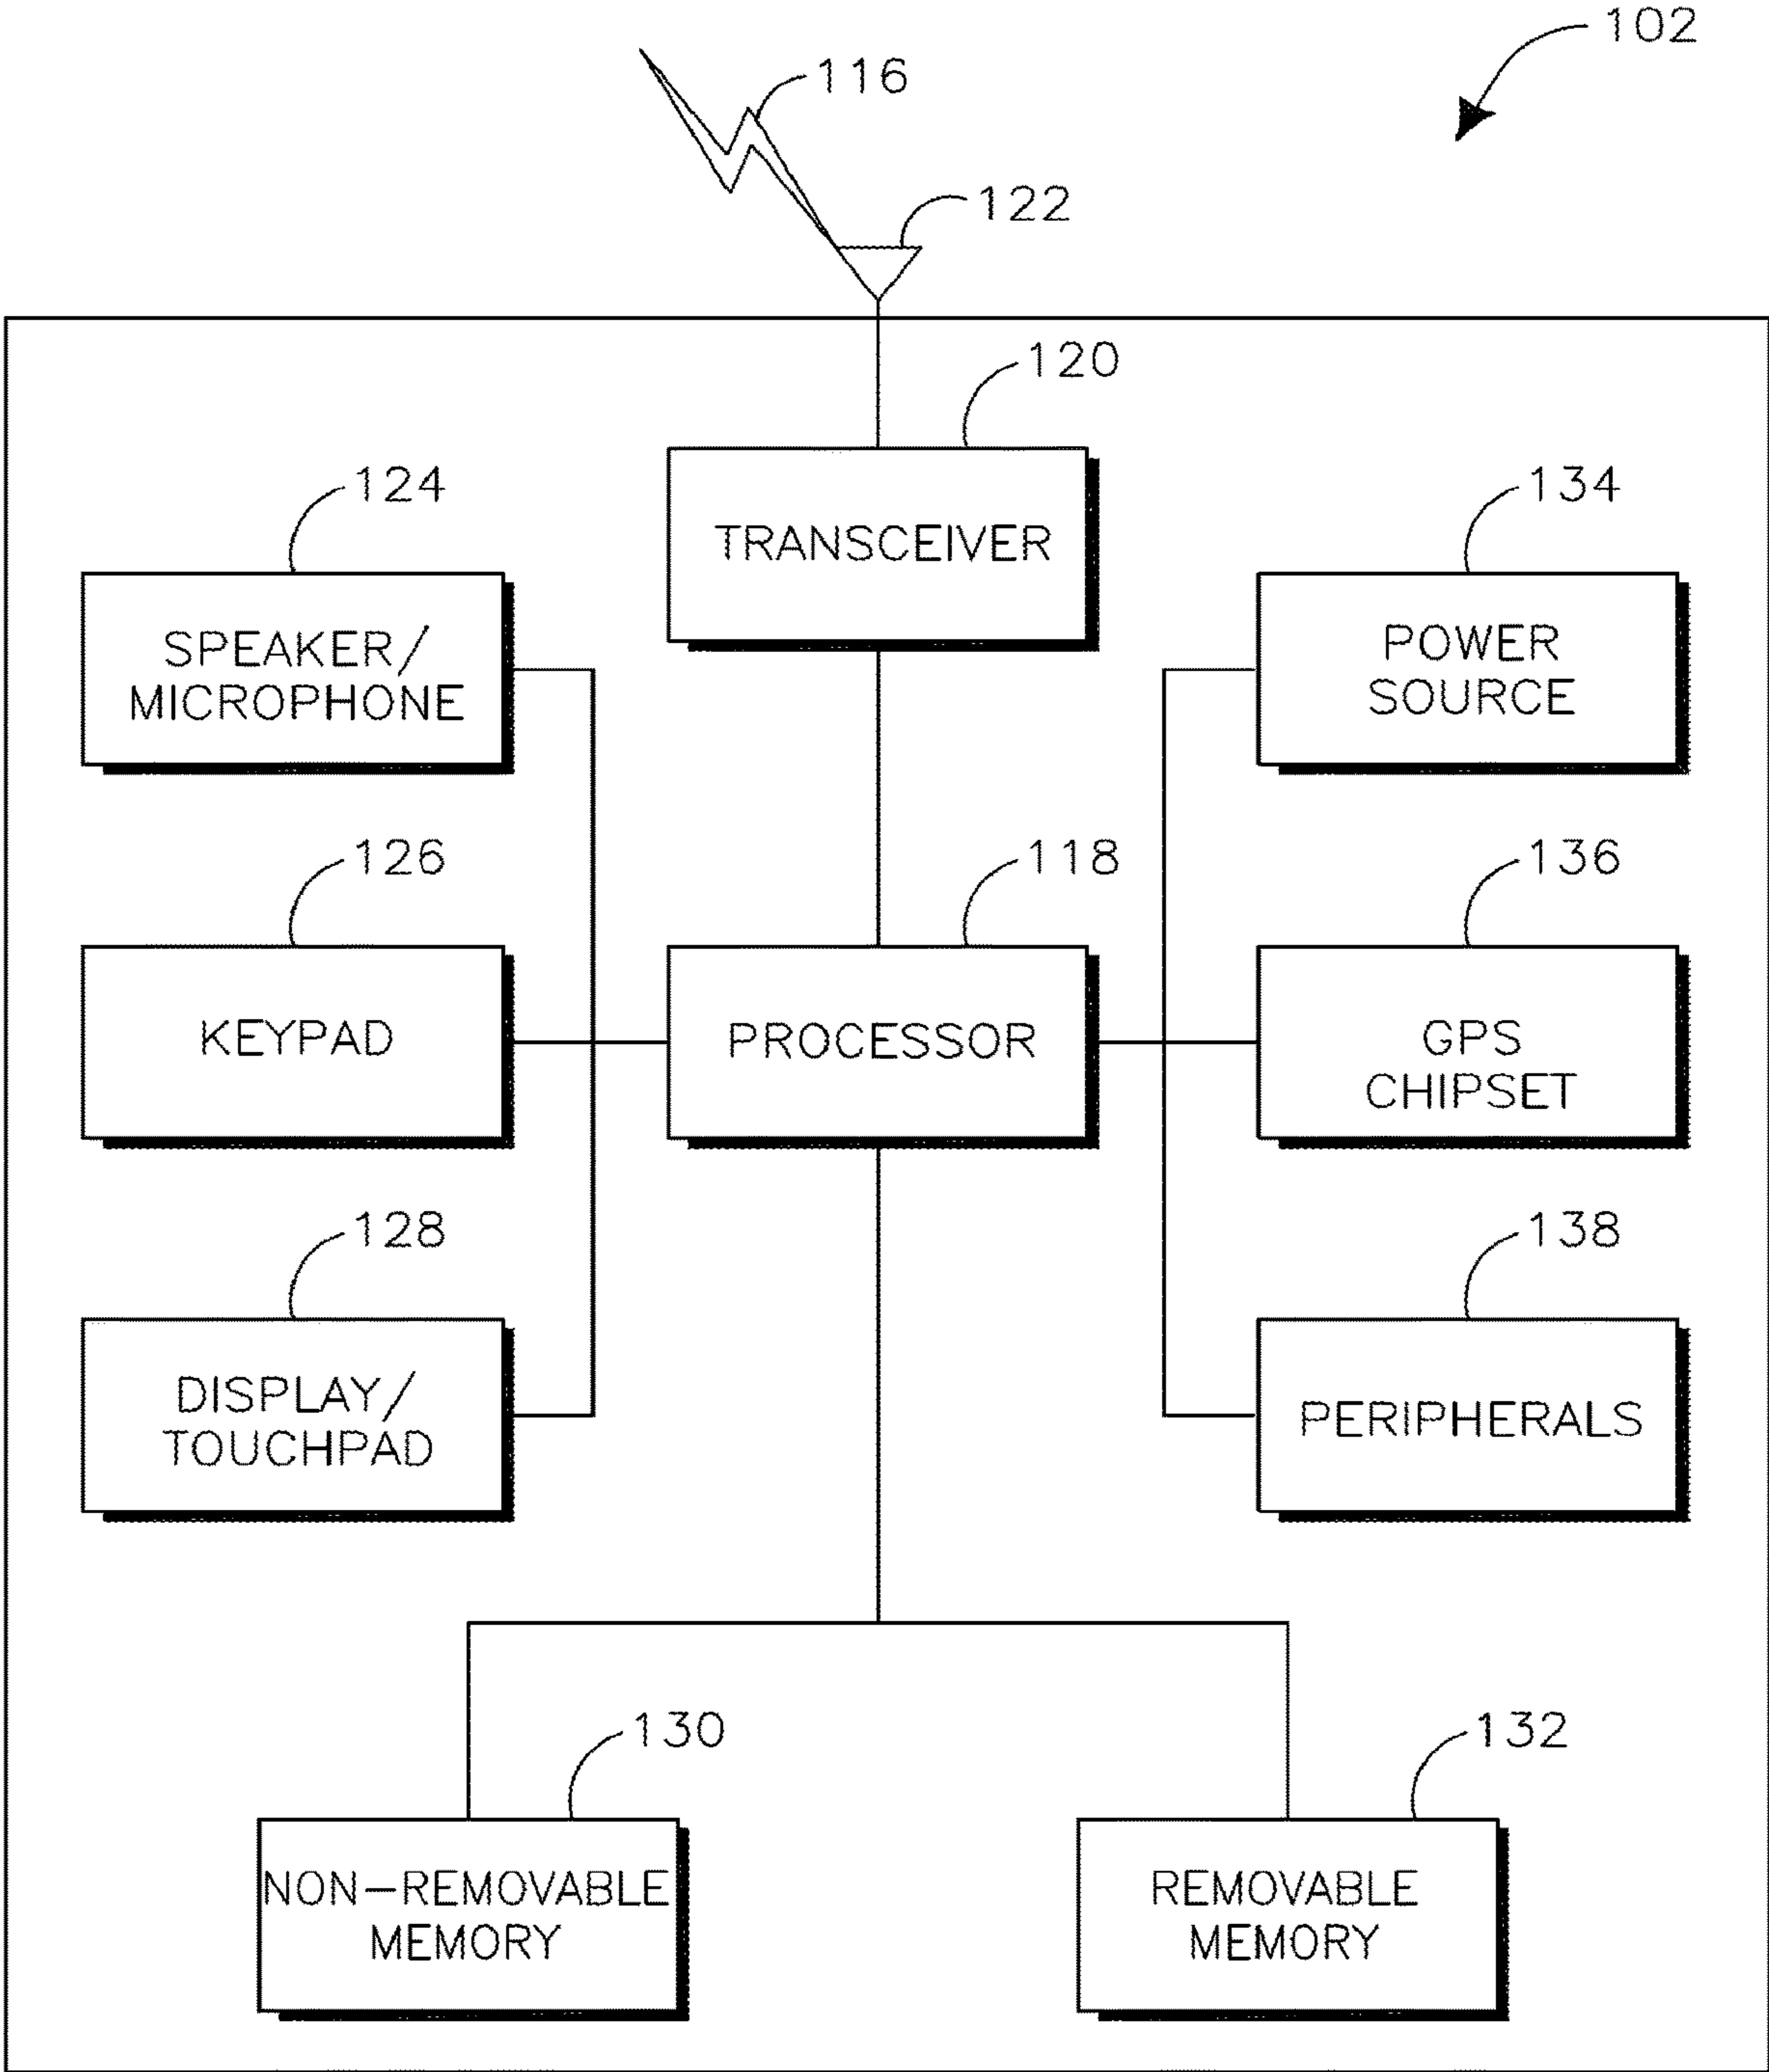 102
116
122
120
TRANSCEIVER
124
SPEAKER/
MICROPHONE
134
POWER
SOURCE
126
KEYPAD
118
PROCESSOR
136
GPS
CHIPSET
128
DISPLAY/
TOUCHPAD
138
PERIPHERALS
130
NON-REMOVABLE
MEMORY
132
REMOVABLE
MEMORY